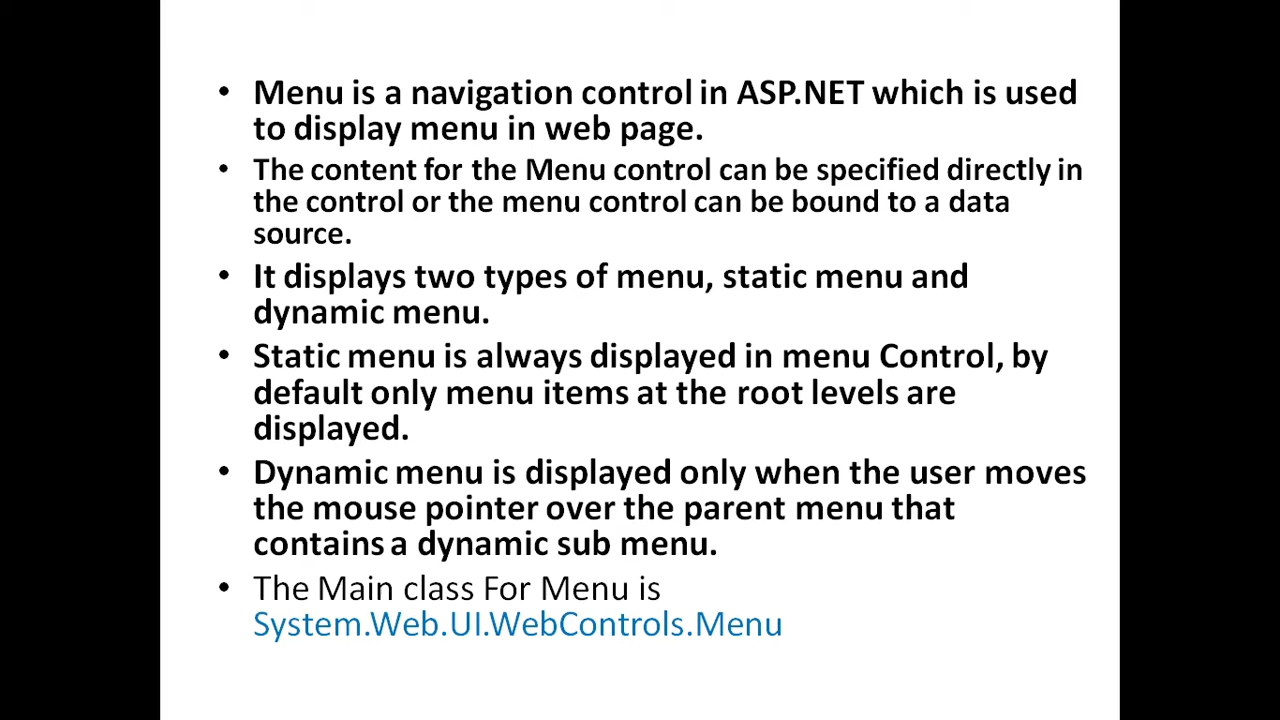 • Menu is a navigation control in ASP.NET which is used
to display menu in web page.
• The content for the Menu control can be specified directly in
the control or the menu control can be bound to a data
source.
• It displays two types of menu, static menu and
dynamic menu.
• Static menu is always displayed in menu Control, by
default only menu items at the root levels are
displayed.
• Dynamic menu is displayed only when the user moves
the mouse pointer over the parent menu that
contains a dynamic sub menu.
• The Main class For Menu is
System.Web.UI.WebControls.Menu